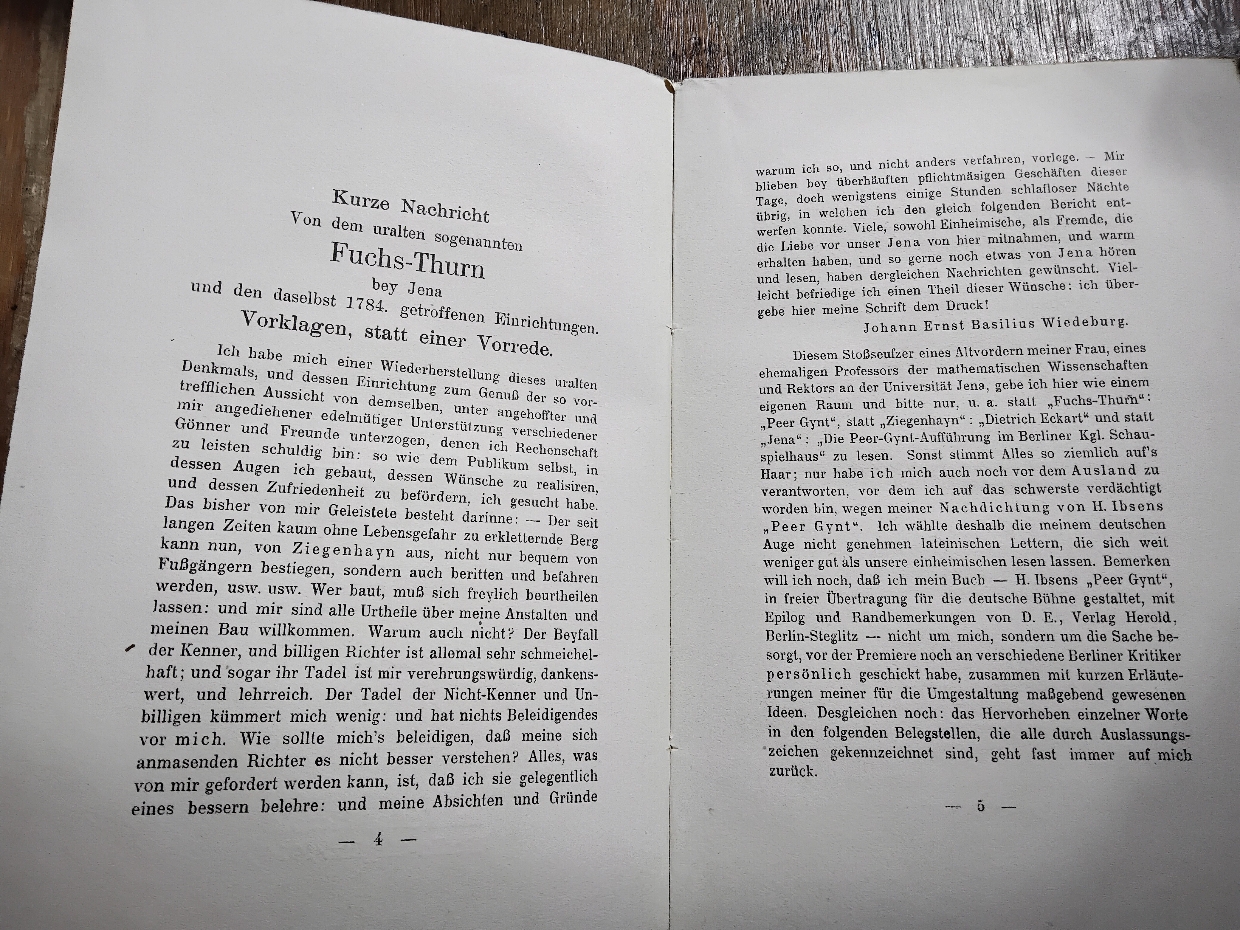 Kurze Nachricht
Von dem uralten sogenannten
Fuchs-Thurn
bey Jena
und den daselbst 1784. getroffenen Einrichtungen.
Vorklagen, statt einer Vorrede.
Ich habe mich einer Wiederherstellung dieses uralten
Denkmals, und dessen Einrichtung zum Genuß der so vor-
trefflichen Aussicht von demselben, unter angehoffter und
mir angediehener edelmütiger Unterstützung verschiedener
Gönner und Freunde unterzogen, denen ich Rechenschaft
zu leisten schuldig bin: so wie dem Publikum selbst, in
dessen Augen ich gebaut, dessen Wünsche zu realisiren,
und dessen Zufriedenheit zu befördern, ich gesucht habe.
Das bisher von mir Geleistete besteht darinne: — Der seit
langen Zeiten kaum ohne Lebensgefahr zu erkletternde Berg
kann nun, von Ziegenhayn aus, nicht nur bequem von
Fußgängern bestiegen, sondern auch beritten und befahren
werden, usw. usw. Wer baut, muß sich freylich beurtheilen
lassen: und mir sind alle Urtheile über meine Anstalten und
meinen Bau willkommen. Warum auch nicht? Der Beyfall
der Kenner, und billigen Richter ist allemal sehr schmeichel-
haft; und sogar ihr Tadel ist mir verehrungswürdig, dankens-
wert, und lehrreich. Der Tadel der Nicht-Kenner und Un-
billigen kümmert mich wenig: und hat nichts Beleidigendes
vor mich. Wie sollte mich's beleidigen, daß meine sich
anmasenden Richter es nicht besser verstehen? Alles, was
von mir gefordert werden kann, ist, daß ich sie gelegentlich
eines bessern belehre: und meine Absichten und Gründe
— 4 —
warum ich so, und nicht anders verfahren, vorlege. — Mir
blieben bey überhäuften pflichtmäsigen Geschäften dieser
Tage, doch wenigstens einige Stunden schlafloser Nächte
übrig, in welchen ich den gleich folgenden Bericht ent-
werfen konnte. Viele, sowohl Einheimische, als Fremde, die
die Liebe vor unser Jena von hier mitnahmen, und warm
erhalten haben, und so gerne noch etwas von Jena hören
und lesen, haben dergleichen Nachrichten gewünscht. Viel-
leicht befriedige ich einen Theil dieser Wünsche: ich über-
gebe hier meine Schrift dem Druck!
Johann Ernst Basilius Wiedeburg.
Diesem Stoßseufzer eines Altvordern meiner Frau, eines
ehemaligen Professors der mathematischen Wissenschaften
und Rektors an der Universität Jena, gebe ich hier wie einem
eigenen Raum und bitte nur, u. a. statt „Fuchs-Thurn“:
„Peer Gynt“, statt „Ziegenhayn“: „Dietrich Eckart“ und statt
„Jena“: „Die Peer-Gynt-Aufführung im Berliner Kgl. Schau-
spielhaus“ zu lesen. Sonst stimmt Alles so ziemlich auf's
Haar; nur habe ich mich auch noch vor dem Ausland zu
verantworten, vor dem ich auf das schwerste verdächtigt
worden bin, wegen meiner Nachdichtung von H. Ibsens
„Peer Gynt“. Ich wählte deshalb die meinem deutschen
Auge nicht genehmen lateinischen Lettern, die sich weit
weniger gut als unsere einheimischen lesen lassen. Bemerken
will ich noch, daß ich mein Buch — H. Ibsens „Peer Gynt“,
in freier Übertragung für die deutsche Bühne gestaltet, mit
Epilog und Randbemerkungen von D. E., Verlag Herold,
Berlin-Steglitz — nicht um mich, sondern um die Sache be-
sorgt, vor der Premiere noch an verschiedene Berliner Kritiker
persönlich geschickt habe, zusammen mit kurzen Erläute-
rungen meiner für die Umgestaltung maßgebend gewesenen
Ideen. Desgleichen noch: das Hervorheben einzelner Worte
in den folgenden Belegstellen, die alle durch Auslassungs-
zeichen gekennzeichnet sind, geht fast immer auf mich
zurück.
— 5 —